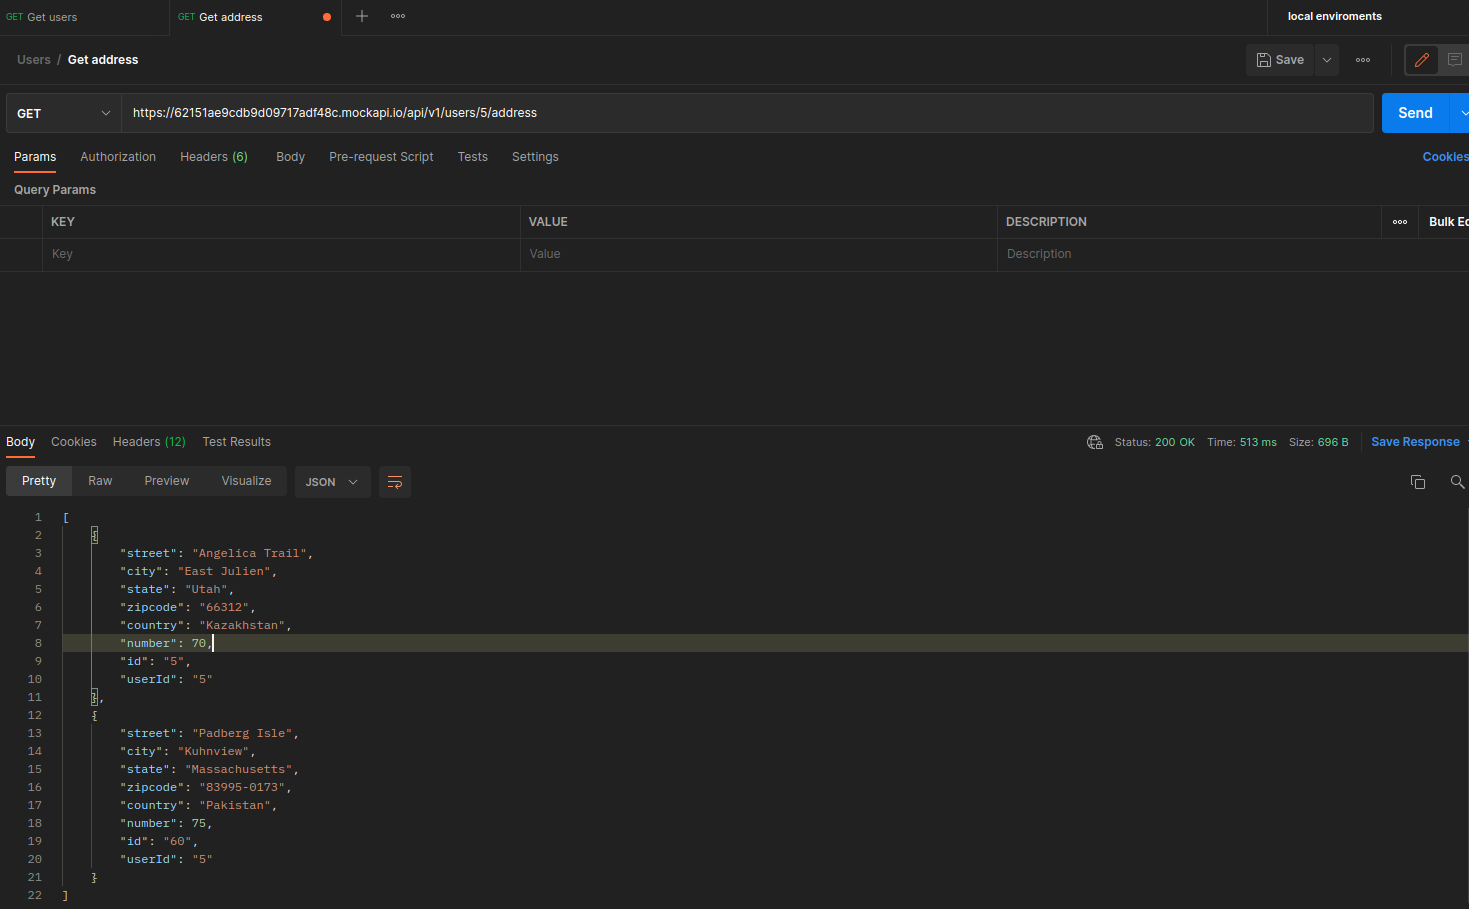 GET Get users
GET Get address
local enviroments
Users / Get address
Save
GET
https://62151ae9cdb9d09717adf48c.mockapi.io/api/v1/users/5/address
Send
Params Authorization Headers (6) Body Pre-request Script Tests Settings Cookies
Query Params
KEY VALUE DESCRIPTION Bulk Ed
Key Value Description
Body Cookies Headers (12) Test Results Status: 200 OK Time: 513 ms Size: 696 B Save Response
Pretty Raw Preview Visualize JSON
1 [
2 {
3 "street": "Angelica Trail",
4 "city": "East Julien",
5 "state": "Utah",
6 "zipcode": "66312",
7 "country": "Kazakhstan",
8 "number": 70,
9 "id": "5",
10 "userId": "5"
11 },
12 {
13 "street": "Padberg Isle",
14 "city": "Kuhnview",
15 "state": "Massachusetts",
16 "zipcode": "83995-0173",
17 "country": "Pakistan",
18 "number": 75,
19 "id": "60",
20 "userId": "5"
21 }
22 ]